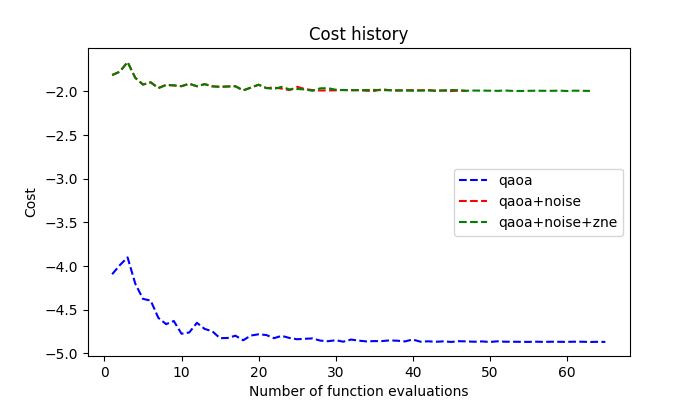 Cost history
Cost
−2.0
−2.5
−3.0
−3.5
−4.0
−4.5
−5.0
qaoa
qaoa+noise
qaoa+noise+zne
0 10 20 30 40 50 60
Number of function evaluations